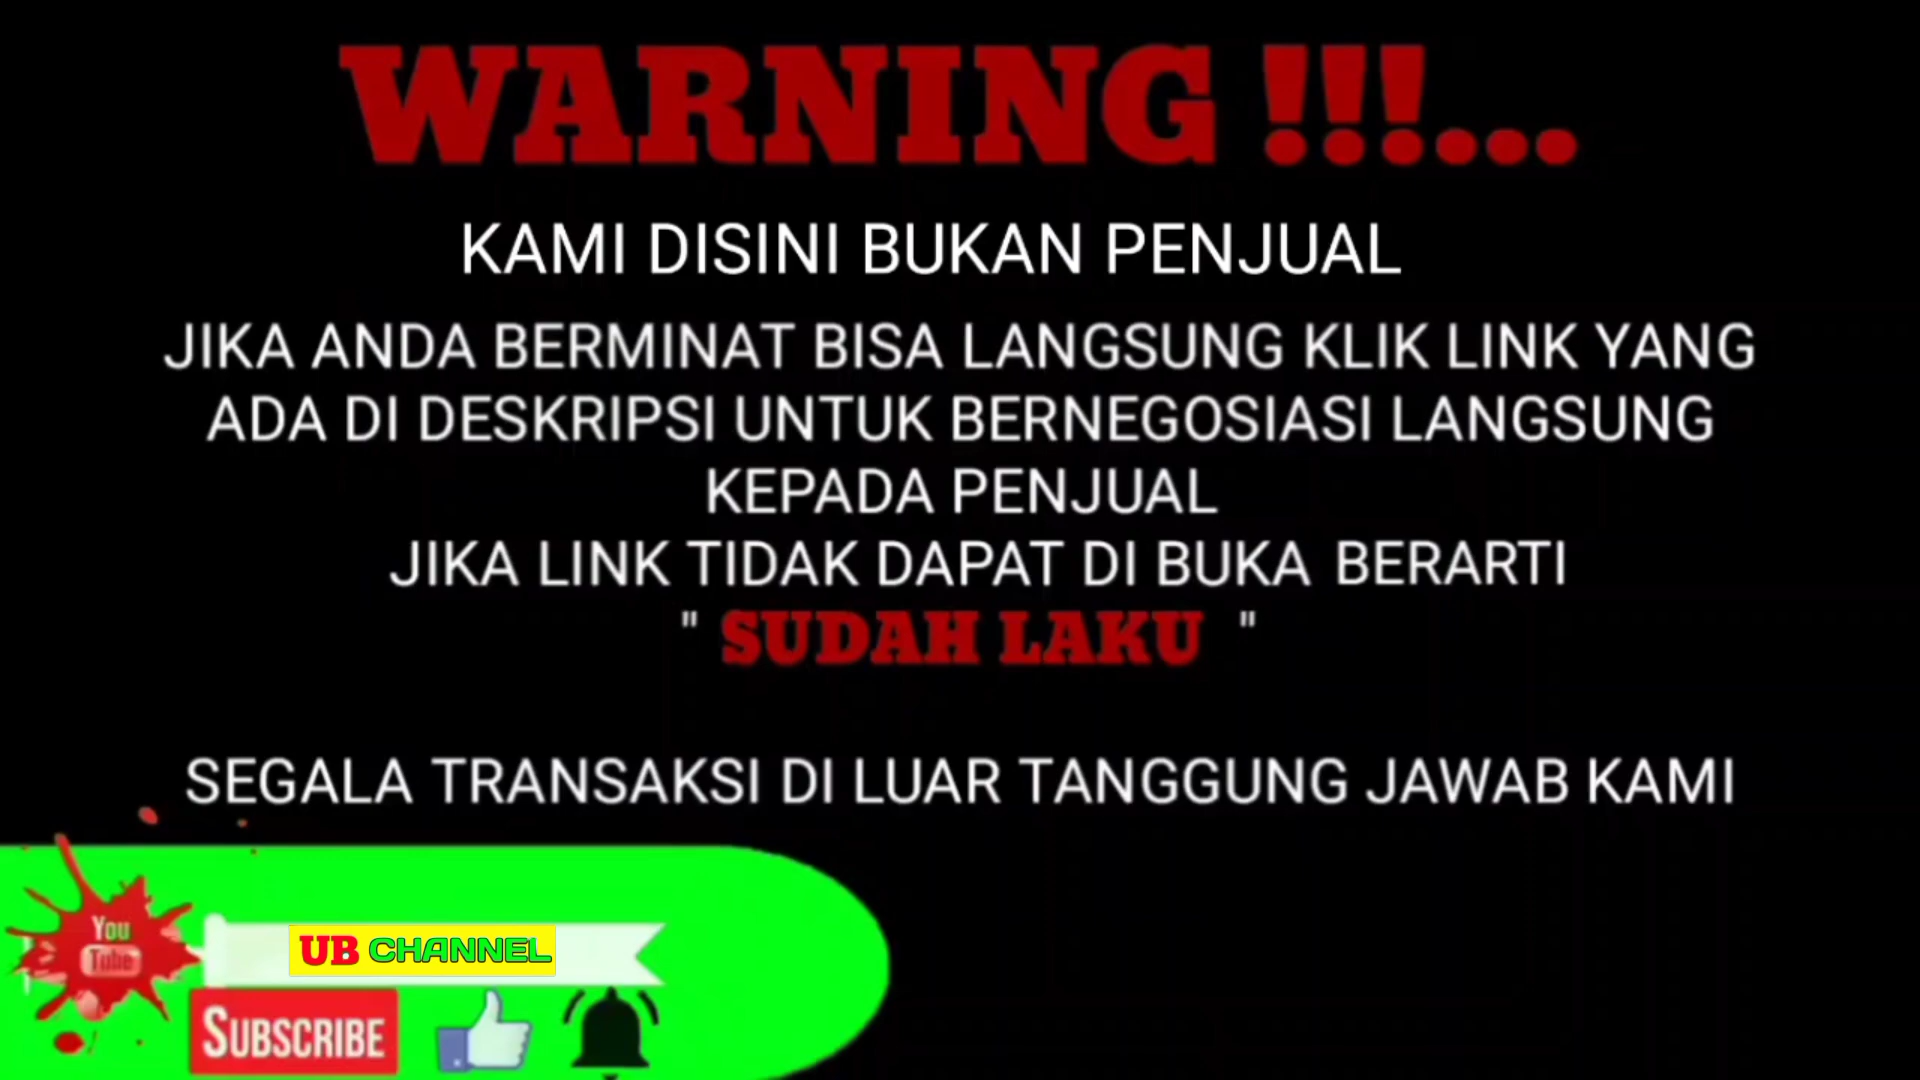 WARNING !!!...
KAMI DISINI BUKAN PENJUAL
JIKA ANDA BERMINAT BISA LANGSUNG KLIK LINK YANG
ADA DI DESKRIPSI UNTUK BERNEGOSIASI LANGSUNG
KEPADA PENJUAL
JIKA LINK TIDAK DAPAT DI BUKA BERARTI
" SUDAH LAKU "
SEGALA TRANSAKSI DI LUAR TANGGUNG JAWAB KAMI
You
Tube
UB CHANNEL
SUBSCRIBE